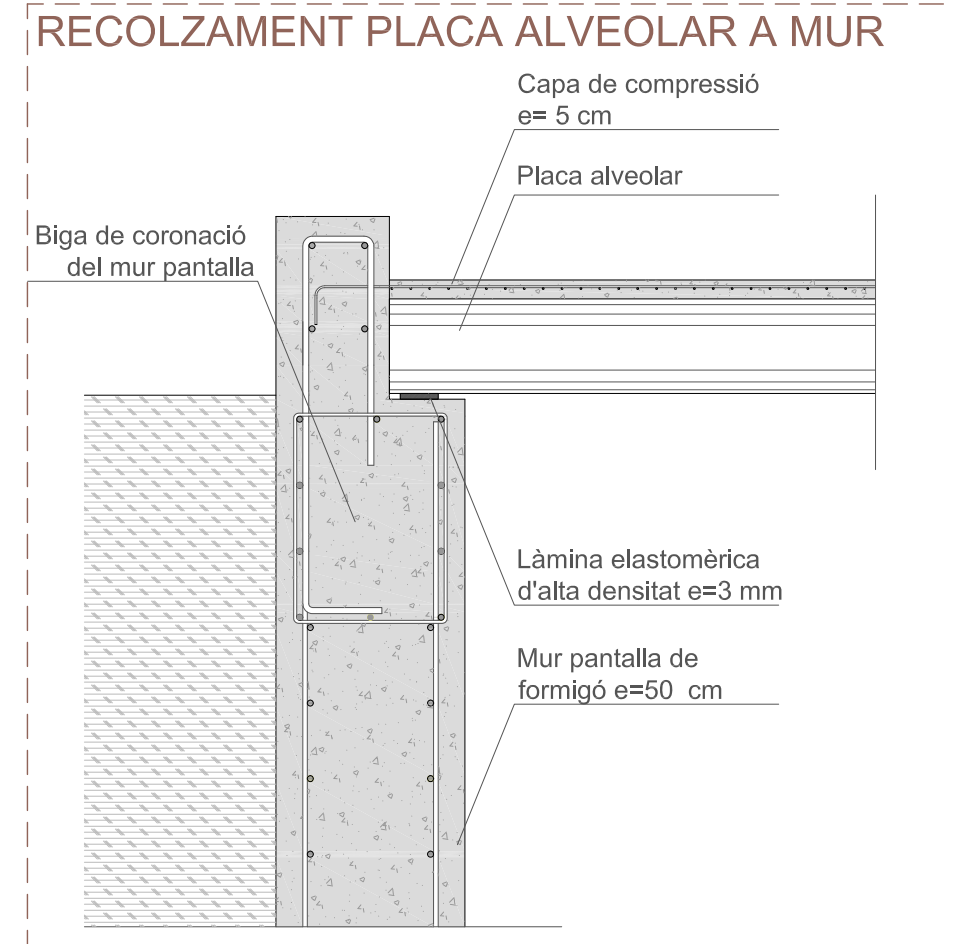 RECOLZAMENT PLACA ALVEOLAR A MUR
Capa de compressió
e= 5 cm
Placa alveolar
Biga de coronació
del mur pantalla
Làmina elastomèrica
d'alta densitat e=3 mm
Mur pantalla de
formigó e=50 cm